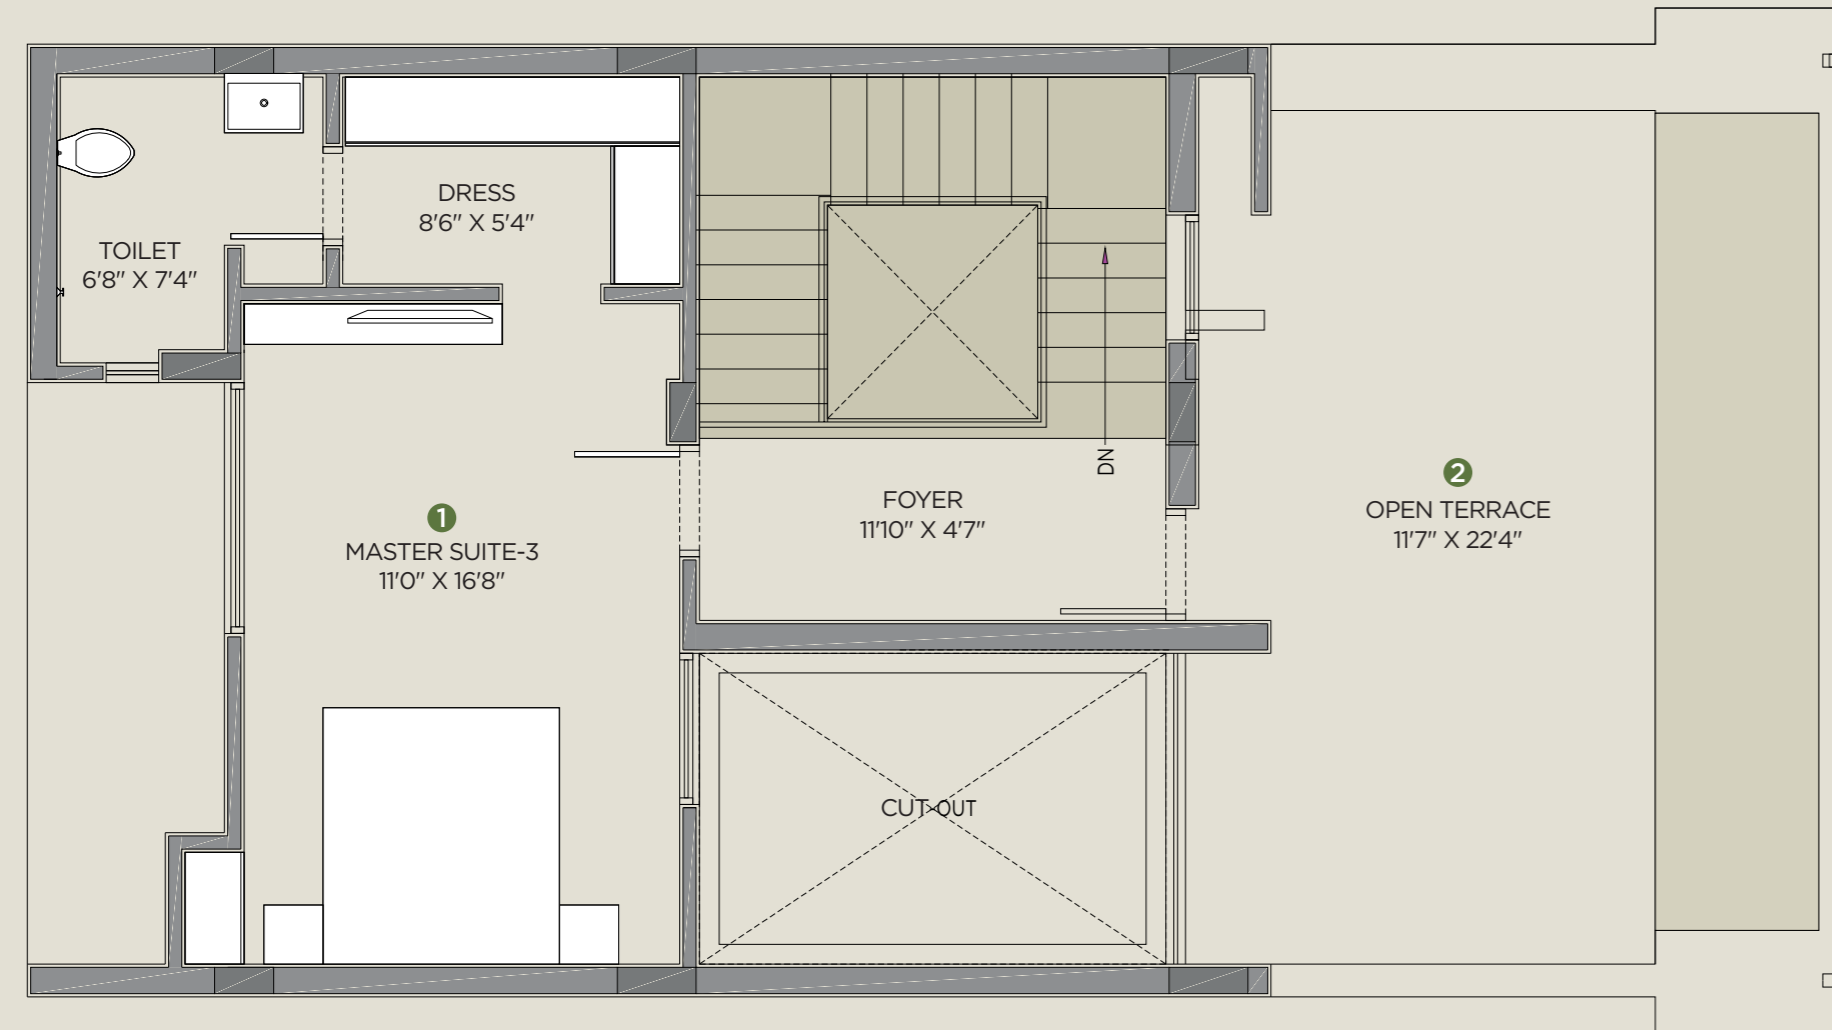 DRESS
8'6" X 5'4"
TOILET
6'8" X 7'4"
1
MASTER SUITE-3
11'0" X 16'8"
FOYER
11'10" X 4'7"
DN
2
OPEN TERRACE
11'7" X 22'4"
CUT OUT